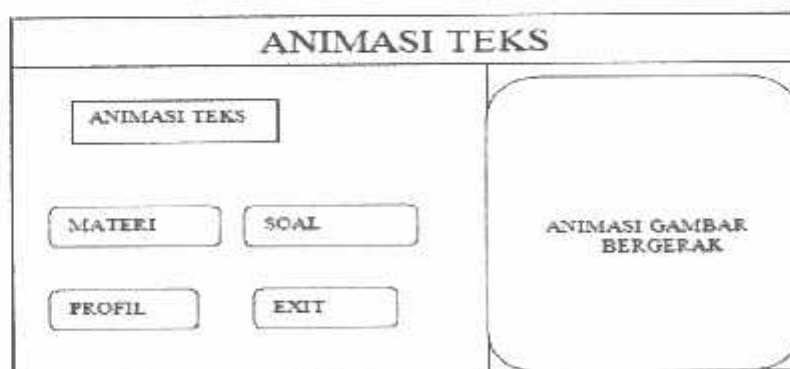 ANIMASI TEKS
ANIMASI TEKS
MATERI
SOAL
PROFIL
EXIT
ANIMASI GAMBAR
BERGERAK